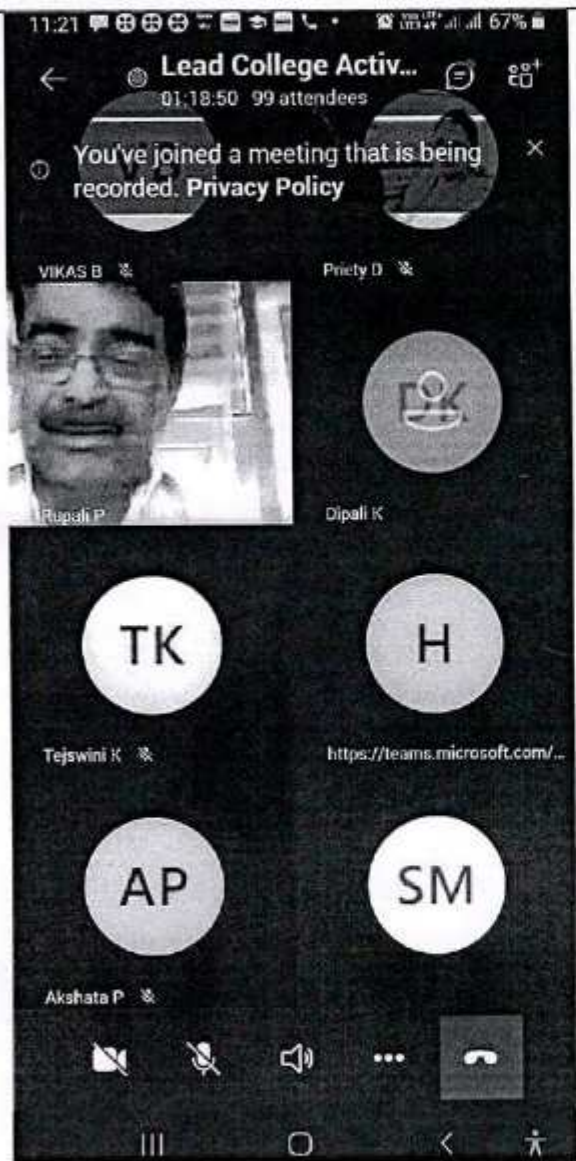 11:21 67%
Lead College Activ...
01:18:50 99 attendees
You've joined a meeting that is being
recorded. Privacy Policy
VIKAS B Priety D
Rupali P DK
Dipali K
TK H
Tejswini K https://teams.microsoft.com/...
AP SM
Akshata P